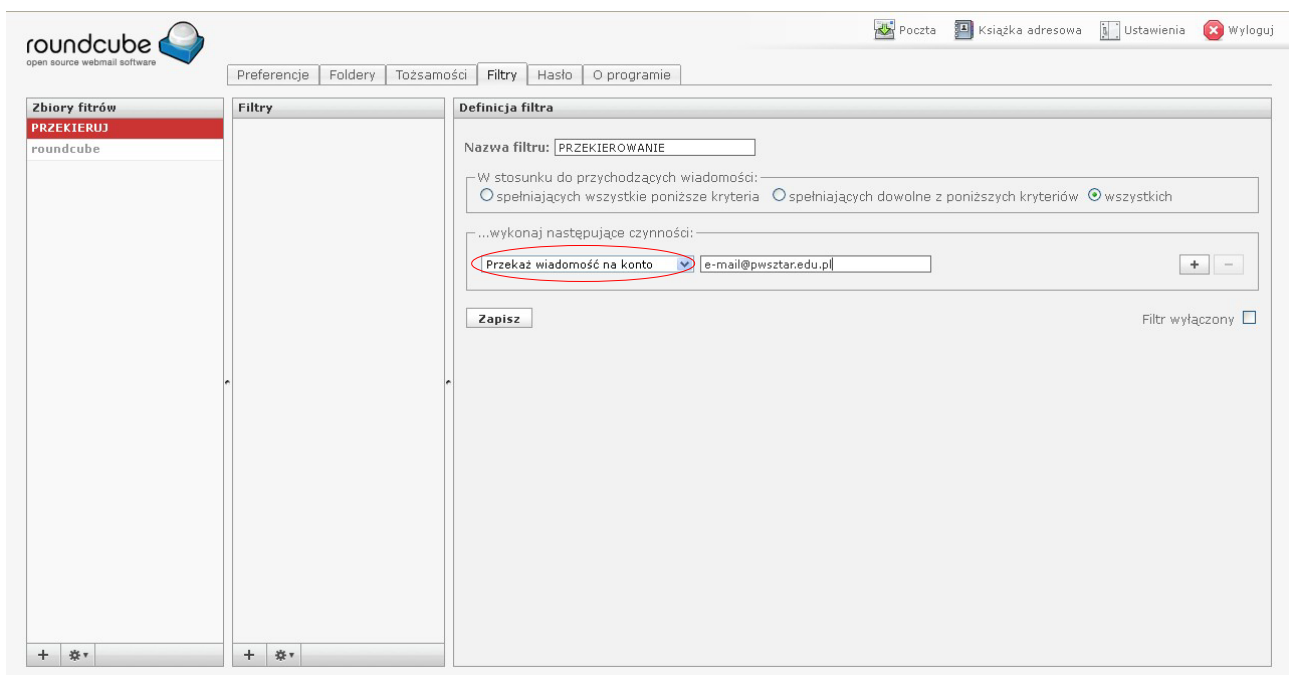 roundcube
open source webmail software
Poczta Książka adresowa Ustawienia Wyloguj
Preferencje Foldery Tożsamości Filtry Hasło O programie
Zbiory fitrów
PRZEKIERUJ
roundcube
Filtry
Definicja filtra
Nazwa filtru: PRZEKIEROWANIE
W stosunku do przychodzących wiadomości:
spełniających wszystkie poniższe kryteria spełniających dowolne z poniższych kryteriów wszystkich
...wykonaj następujące czynności:
Przekaż wiadomość na konto e-mail@pwsztar.edu.pl + −
Zapisz Filtr wyłączony
+ +